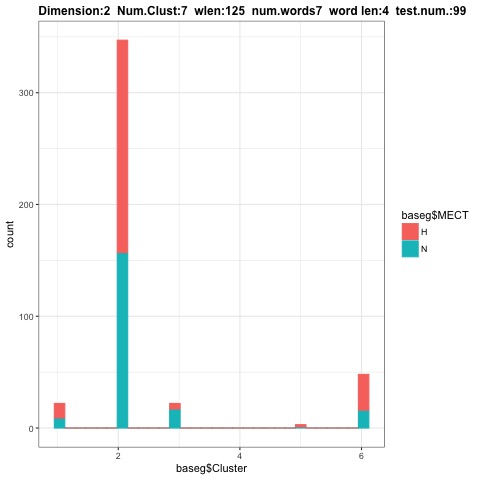 Dimension:2  Num.Clust:7  wlen:125  num.words7  word len:4  test.num.:99
300
200
100
0
count
2
4
6
baseg$Cluster
baseg$MECT
H
N